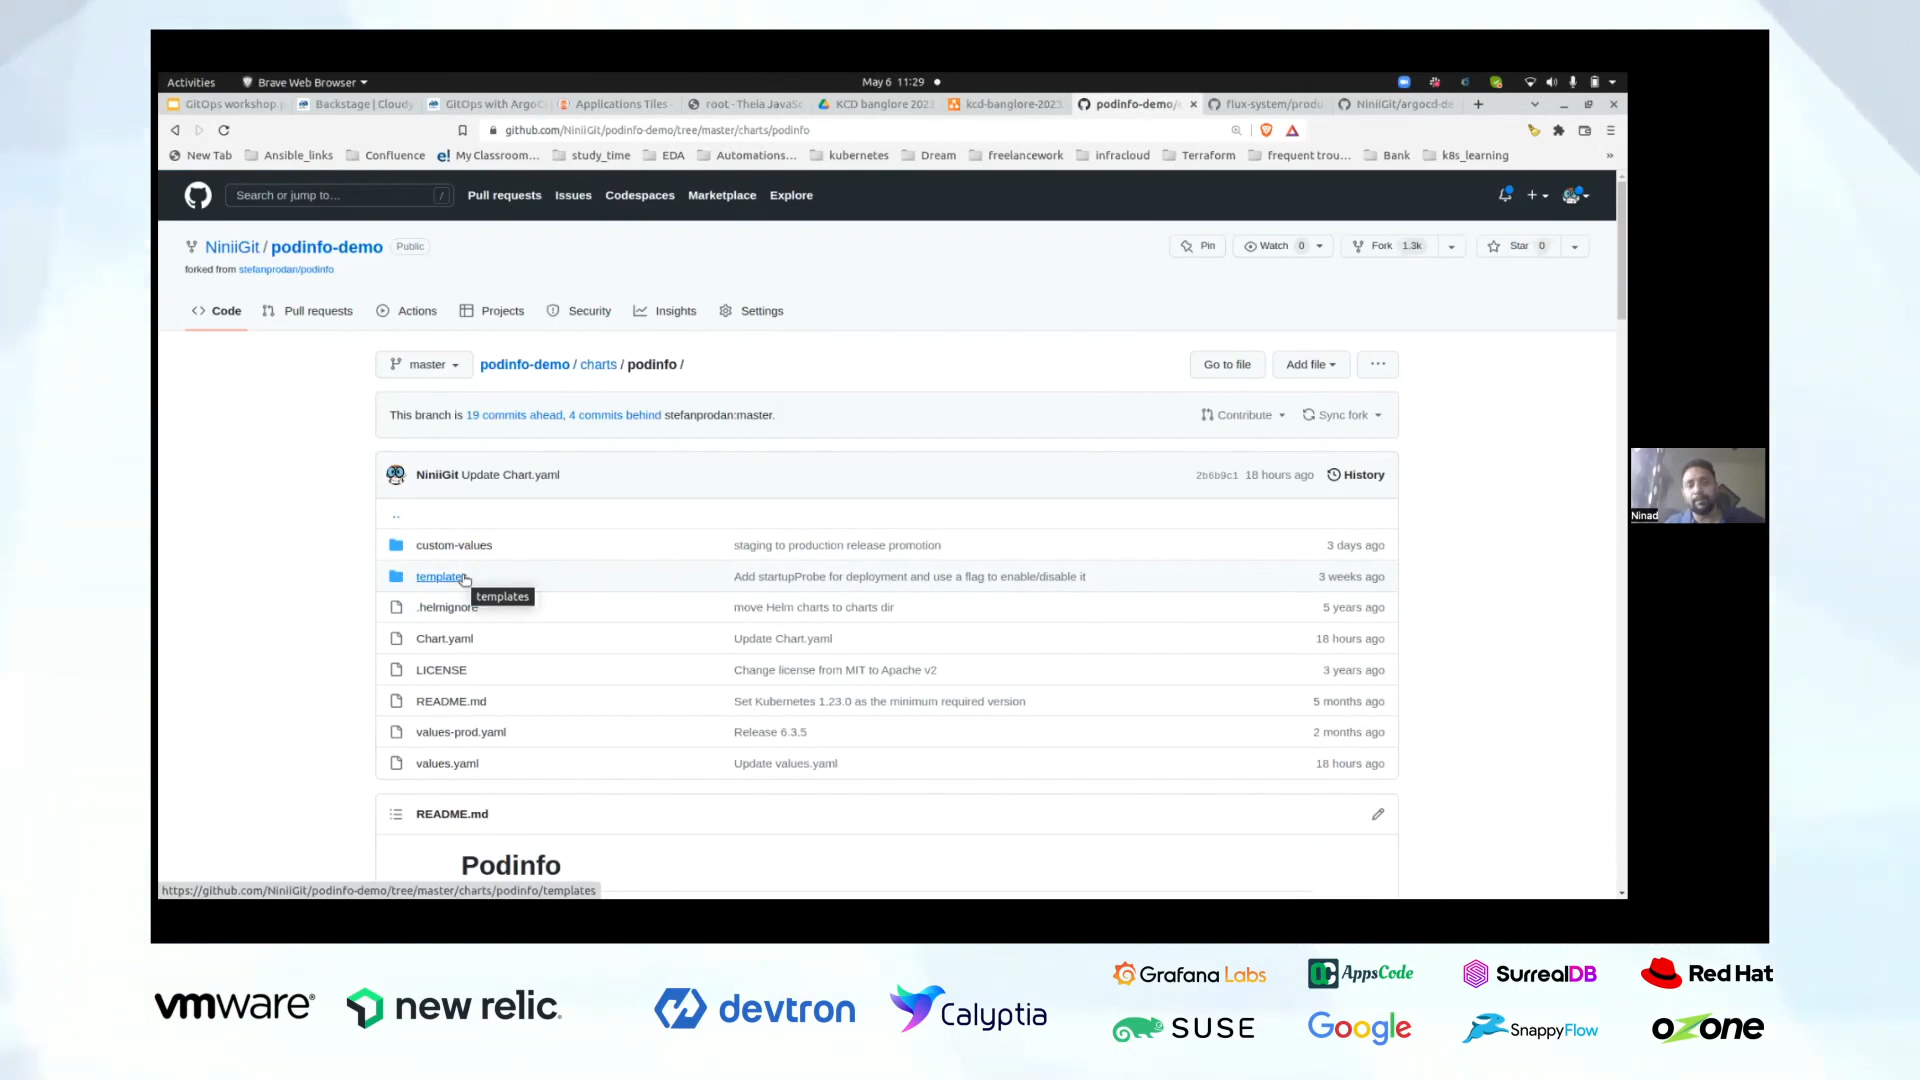 Activities
Brave Web Browser
May 6 11:29
GitOps workshop.p
Backstage | Cloudy
GitOps with ArgoC
Applications Tiles
root - Theia JavaSc
KCD banglore 2023
kcd-banglore-2023.
podinfo-demo/c
flux-system/produ
NiniiGit/argocd-de
github.com/NiniiGit/podinfo-demo/tree/master/charts/podinfo
New Tab
Ansible_links
Confluence
e! My Classroom...
study_time
EDA
Automations...
kubernetes
Dream
freelancework
infracloud
Terraform
frequent trou...
Bank
k8s_learning
»
Search or jump to... /
Pull requests
Issues
Codespaces
Marketplace
Explore
NiniiGit / podinfo-demo
Public
Pin
Watch 0
Fork 1.3k
Star 0
forked from stefanprodan/podinfo
Code
Pull requests
Actions
Projects
Security
Insights
Settings
master
podinfo-demo / charts / podinfo /
Go to file
Add file
...
This branch is 19 commits ahead, 4 commits behind stefanprodan:master.
Contribute
Sync fork
NiniiGit Update Chart.yaml
2b6b9c1 18 hours ago
History
..
custom-values staging to production release promotion 3 days ago
templates Add startupProbe for deployment and use a flag to enable/disable it 3 weeks ago
templates
.helmignore move Helm charts to charts dir 5 years ago
Chart.yaml Update Chart.yaml 18 hours ago
LICENSE Change license from MIT to Apache v2 3 years ago
README.md Set Kubernetes 1.23.0 as the minimum required version 5 months ago
values-prod.yaml Release 6.3.5 2 months ago
values.yaml Update values.yaml 18 hours ago
README.md
Podinfo
https://github.com/NiniiGit/podinfo-demo/tree/master/charts/podinfo/templates
Ninad
vmware
new relic.
devtron
Calyptia
Grafana Labs
AppsCode
SurrealDB
Red Hat
SUSE
Google
SnappyFlow
ozone